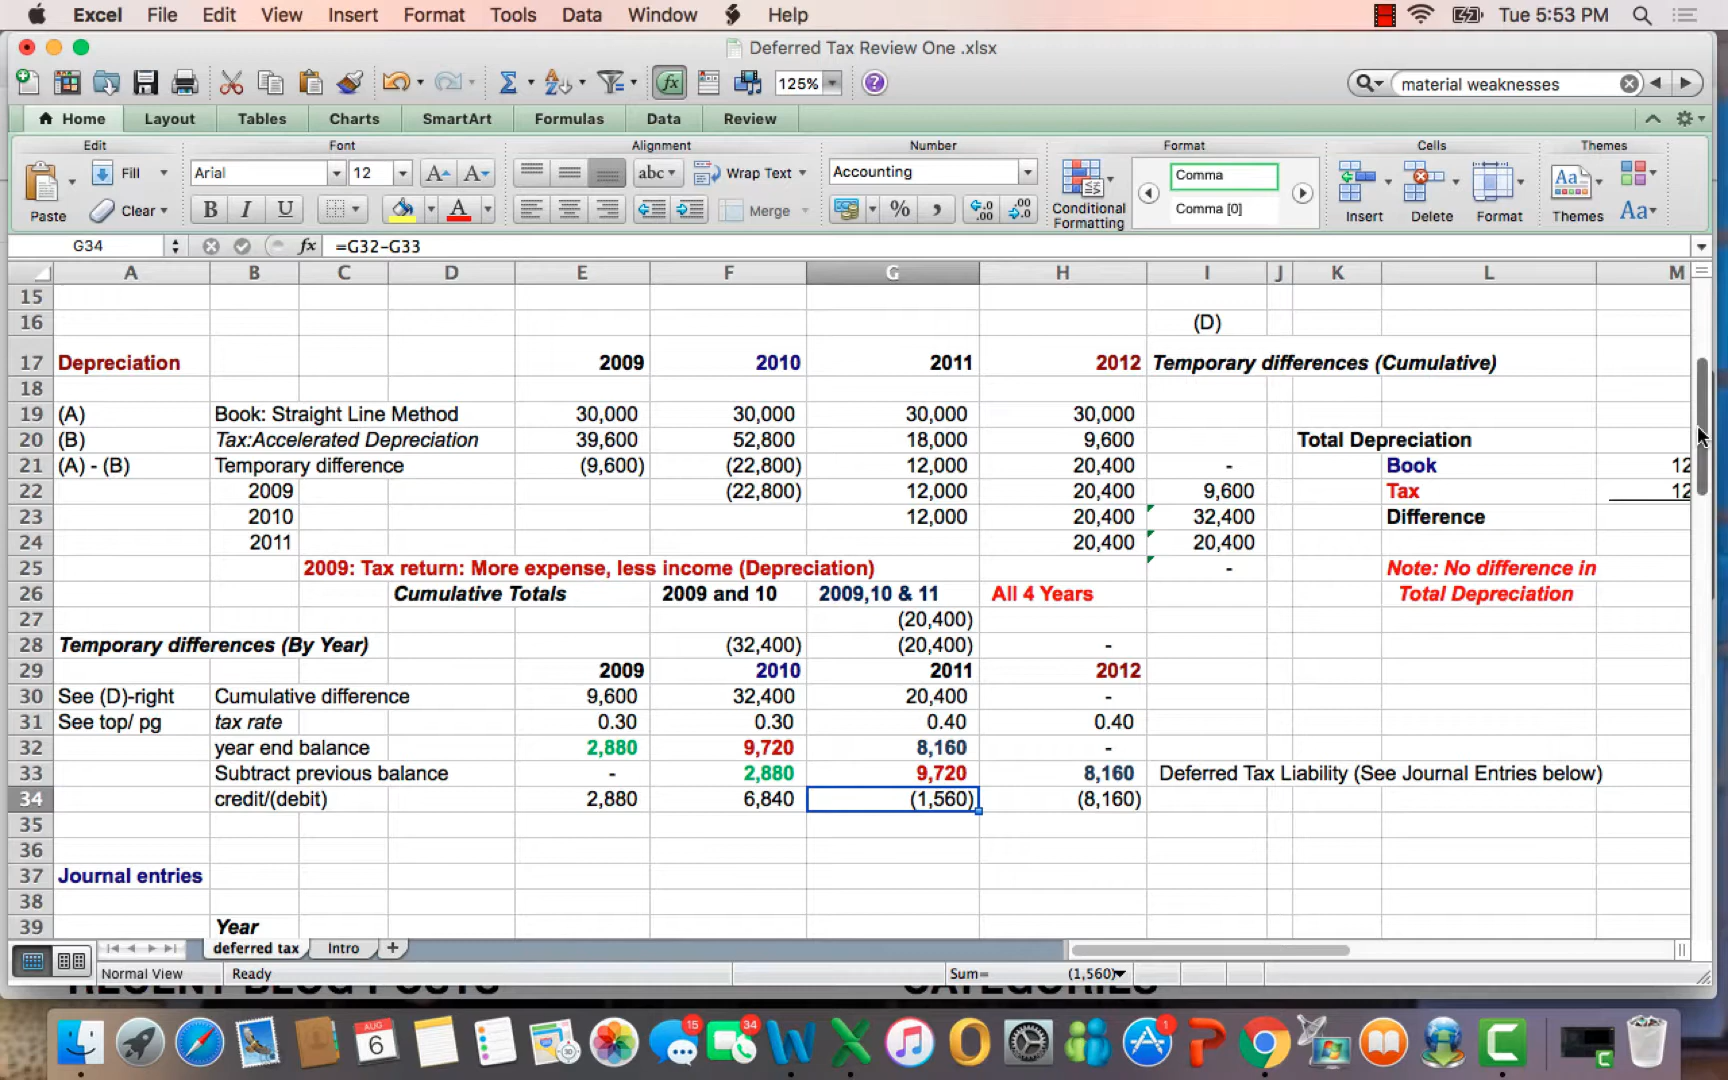 Excel File Edit View Insert Format Tools Data Window Help Tue 5:53 PM
Deferred Tax Review One .xlsx
125% material weaknesses
Home Layout Tables Charts SmartArt Formulas Data Review
Edit Font Alignment Number Format Cells Themes
Fill Arial 12 abc Wrap Text Accounting Comma
Paste Clear B I U Merge % Conditional Formatting Comma [0] Insert Delete Format Themes Aa
G34 fx =G32-G33
A B C D E F G H I J K L M
15
16 (D)
17 Depreciation 2009 2010 2011 2012 Temporary differences (Cumulative)
18
19 (A) Book: Straight Line Method 30,000 30,000 30,000 30,000
20 (B) Tax:Accelerated Depreciation 39,600 52,800 18,000 9,600 Total Depreciation
21 (A) - (B) Temporary difference (9,600) (22,800) 12,000 20,400 - Book 12
22 2009 (22,800) 12,000 20,400 9,600 Tax 12
23 2010 12,000 20,400 32,400 Difference
24 2011 20,400 20,400
25 2009: Tax return: More expense, less income (Depreciation) - Note: No difference in
26 Cumulative Totals 2009 and 10 2009,10 & 11 All 4 Years Total Depreciation
27 (20,400)
28 Temporary differences (By Year) (32,400) (20,400) -
29 2009 2010 2011 2012
30 See (D)-right Cumulative difference 9,600 32,400 20,400 -
31 See top/ pg tax rate 0.30 0.30 0.40 0.40
32 year end balance 2,880 9,720 8,160 -
33 Subtract previous balance - 2,880 9,720 8,160 Deferred Tax Liability (See Journal Entries below)
34 credit/(debit) 2,880 6,840 (1,560) (8,160)
35
36
37 Journal entries
38
39 Year
deferred tax Intro
Normal View Ready Sum= (1,560)
AUG
6
15
34
1